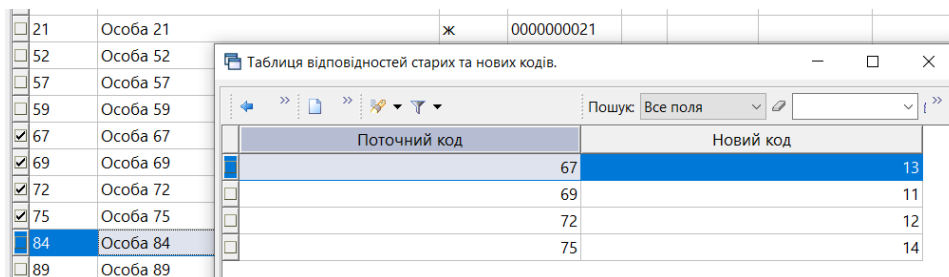 21 Особа 21 ж 0000000021
52 Особа 52
57 Особа 57
59 Особа 59
67 Особа 67
69 Особа 69
72 Особа 72
75 Особа 75
84 Особа 84
89 Особа 89
Таблиця відповідностей старих та нових кодів.
Пошук: Все поля
Поточний код Новий код
67 13
69 11
72 12
75 14